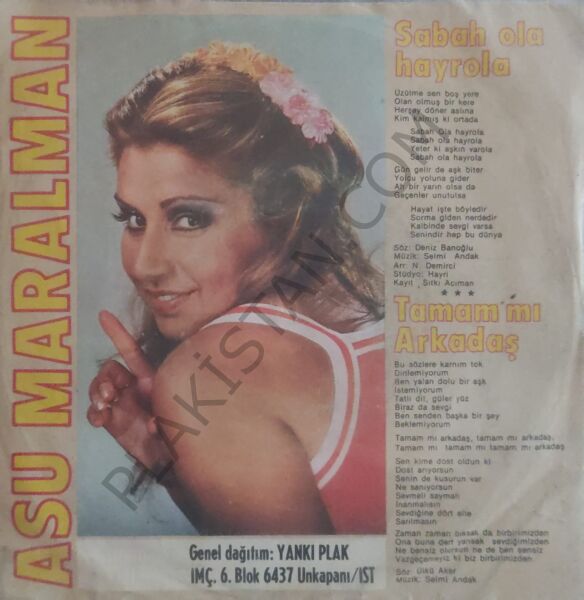 ASU MARALMAN
Sabah ola
hayrola
Üzülme sen boş yere
Olan olmuş bir kere
Herşey döner aslına
Kim kalmış ki ortada
Sabah Ola hayrola
Sabah ola hayrola
Yeter ki aşkın varola
Sabah ola hayrola
Gün gelir de aşk biter
Yolcu yoluna gider
Ah bir yarın olsa da
Geçenler unutulsa
Hayat işte böyledir
Sorma giden nerdedir
Kalbinde sevgi varsa
Senindir hep bu dünya
Söz: Deniz Banoğlu
Müzik: Selmi Andak
Arr: N. Demirci
Stüdyo: Hayri
Kayıt, Sıtkı Acıman
***
Tamam mı
Arkadaş
Bu sözlere karnım tok
Dinlemiyorum
Ben yalan dolu bir aşk
İstemiyorum
Tatlı dil, güler yüz
Biraz da sevgi
Ben senden başka bir şey
Beklemiyorum
Tamam mı arkadaş, tamam mı arkadaş,
Tamam mı tamam mı tamam mı arkadaş
Sen kime dost oldun ki
Dost arıyorsun
Senin de kusurun var
Ne sanıyorsun
Sevmeli saymalı
İnanmalısın
Sevdiğine dört elle
Sarılmasın
Zaman zaman bıksak da birbirimizden
Ona buna dert yansak sevdiğimizden
Ne bensiz olursun ne de ben sensiz
Vazgeçemeyiz ki biz birbirimizden
Söz: Ülkü Aker
Müzik: Selmi Andak
Genel dağıtım: YANKI PLAK
İMÇ. 6. Blok 6437 Unkapanı/İST
PLAKİSTAN.COM